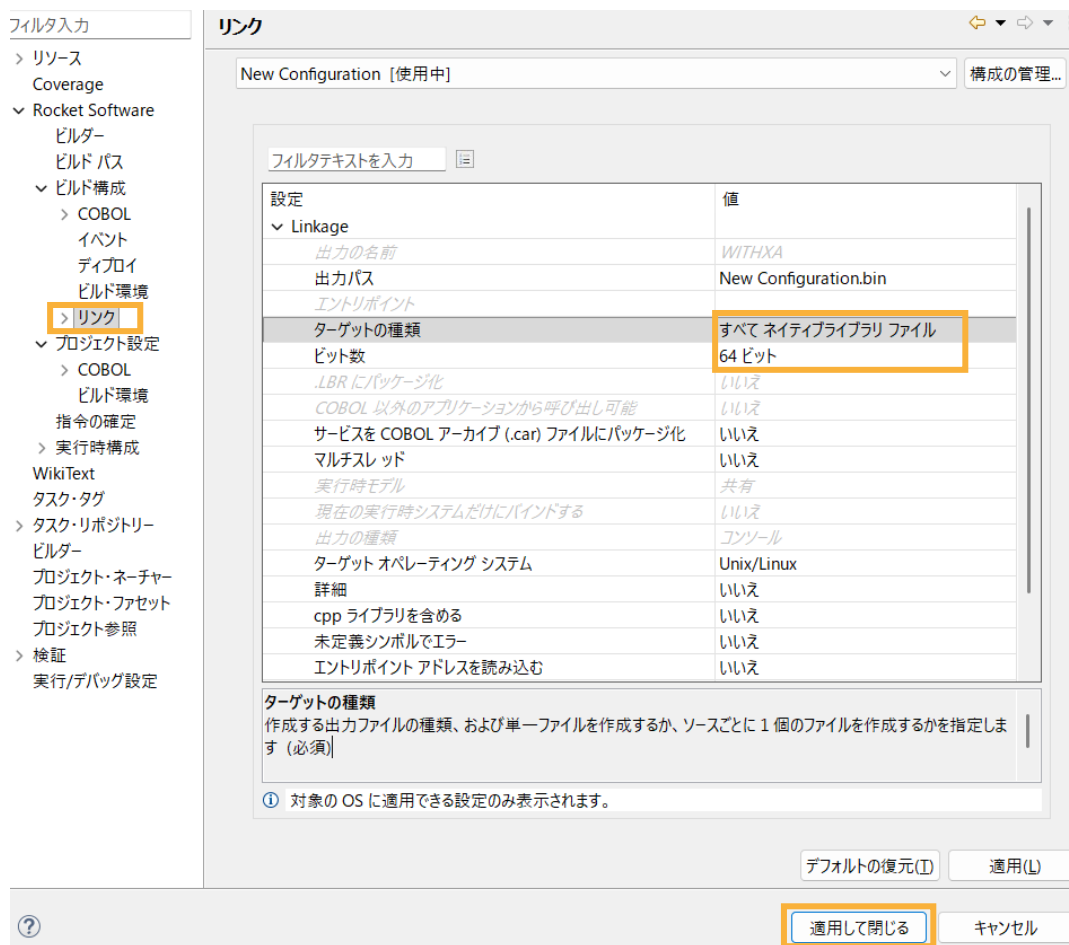 フィルタ入力
リソース
Coverage
Rocket Software
ビルダー
ビルド パス
ビルド構成
COBOL
イベント
ディプロイ
ビルド環境
リンク
プロジェクト設定
COBOL
ビルド環境
指令の確定
実行時構成
WikiText
タスク・タグ
タスク・リポジトリー
ビルダー
プロジェクト・ネーチャー
プロジェクト・ファセット
プロジェクト参照
検証
実行/デバッグ設定
リンク
New Configuration [使用中]
構成の管理...
フィルタテキストを入力
設定 値
Linkage
出力の名前 WITHXA
出力パス New Configuration.bin
エントリポイント
ターゲットの種類 すべて ネイティブライブラリ ファイル
ビット数 64 ビット
.LBR にパッケージ化 いいえ
COBOL 以外のアプリケーションから呼び出し可能 いいえ
サービスを COBOL アーカイブ (.car) ファイルにパッケージ化 いいえ
マルチスレ ッド いいえ
実行時モデル 共有
現在の実行時システムだけにバインドする いいえ
出力の種類 コンソール
ターゲット オペレーティング システム Unix/Linux
詳細 いいえ
cpp ライブラリを含める いいえ
未定義シンボルでエラー いいえ
エントリポイント アドレスを読み込む いいえ
ターゲットの種類
作成する出力ファイルの種類、および単一ファイルを作成するか、ソースごとに 1 個のファイルを作成するかを指定しま
す (必須)
対象の OS に適用できる設定のみ表示されます。
デフォルトの復元(T) 適用(L)
? 適用して閉じる キャンセル